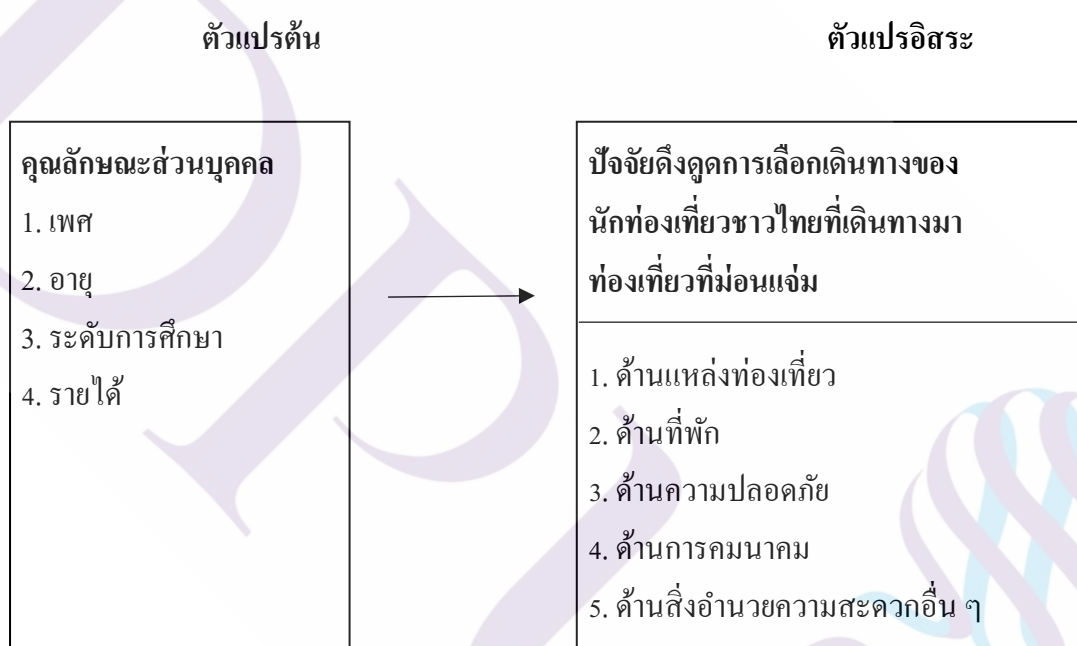 ตัวแปรต้น
ตัวแปรอิสระ
คุณลักษณะส่วนบุคคล
1. เพศ
2. อายุ
3. ระดับการศึกษา
4. รายได้
ปัจจัยดึงดูดการเลือกเดินทางของ
นักท่องเที่ยวชาวไทยที่เดินทางมา
ท่องเที่ยวที่ม่อนแจ่ม
1. ด้านแหล่งท่องเที่ยว
2. ด้านที่พัก
3. ด้านความปลอดภัย
4. ด้านการคมนาคม
5. ด้านสิ่งอำนวยความสะดวกอื่น ๆ